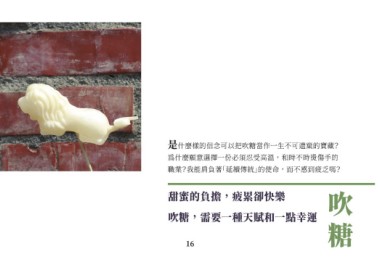 是什麼樣的信念可以把吹糖當作一生不可遺棄的寶藏?
為什麼願意選擇一份必須忍受高溫，和時不時燙傷手的
職業?我能肩負著「延續傳統」的使命，而不感到疲乏嗎?
甜蜜的負擔，疲累卻快樂
吹糖，需要一種天賦和一點幸運
吹糖
16